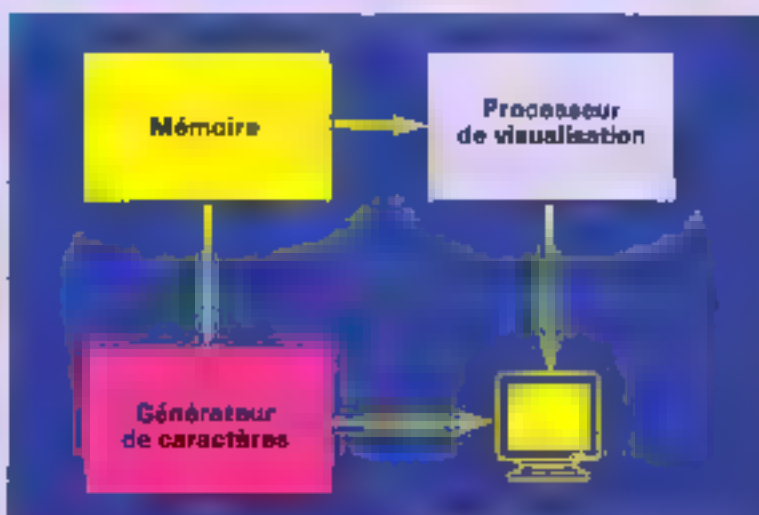 Mémoire
Processeur
de visualisation
Générateur
de caractères